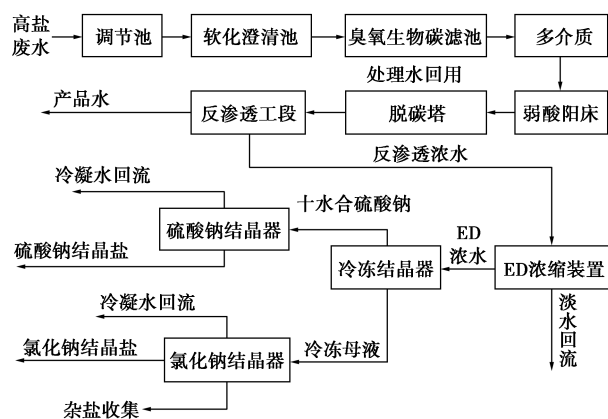 高盐
废水
调节池
软化澄清池
臭氧生物碳滤池
多介质
处理水回用
产品水
反渗透工段
脱碳塔
弱酸阳床
反渗透浓水
冷凝水回流
十水合硫酸钠
硫酸钠结晶器
硫酸钠结晶盐
冷冻结晶器
ED
浓水
ED浓缩装置
淡
水
回
流
冷凝水回流
氯化钠结晶盐
氯化钠结晶器
冷冻母液
杂盐收集